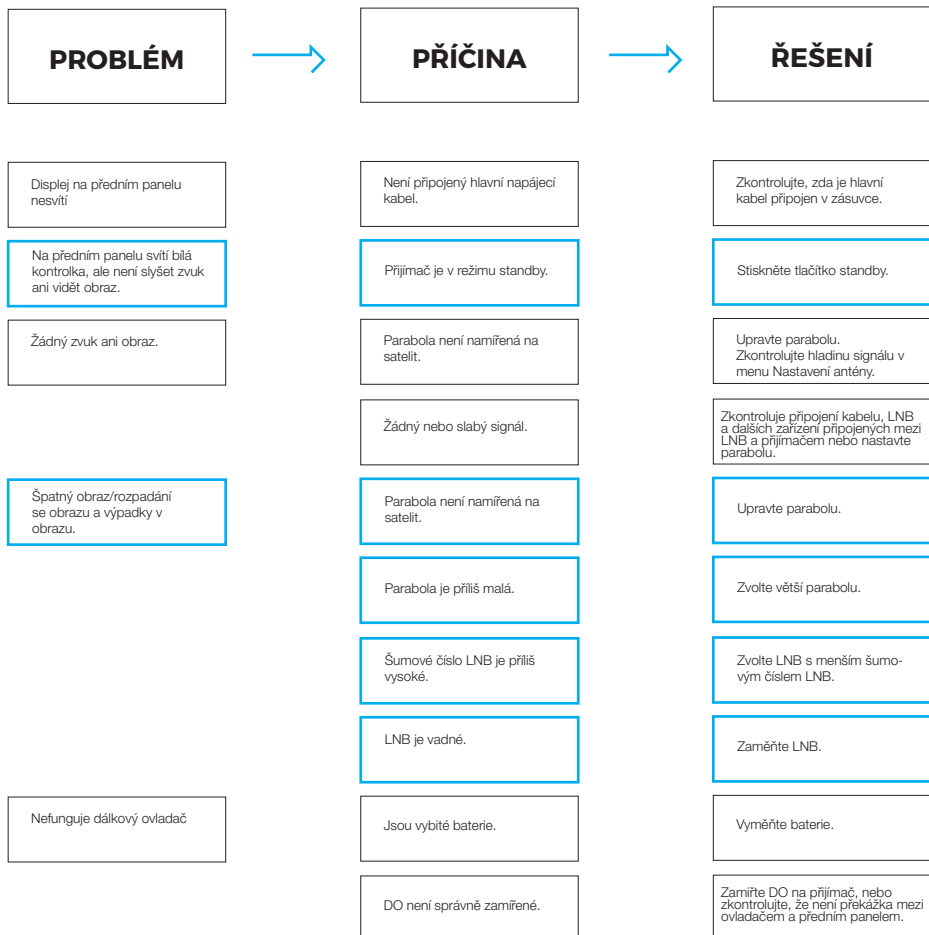 PROBLÉM
PŘÍČINA
ŘEŠENÍ
Displej na předním panelu
nesvítí
Není připojený hlavní napájecí
kabel.
Zkontrolujte, zda je hlavní
kabel připojen v zásuvce.
Na předním panelu svítí bílá
kontrolka, ale není slyšet zvuk
ani vidět obraz.
Přijímač je v režimu standby.
Stiskněte tlačítko standby.
Žádný zvuk ani obraz.
Parabola není namířená na
satelit.
Upravte parabolu.
Zkontrolujte hladinu signálu v
menu Nastavení antény.
Žádný nebo slabý signál.
Zkontroluje připojení kabelu, LNB
a dalších zařízení připojených mezi
LNB a přijímačem nebo nastavte
parabolu.
Špatný obraz/rozpadání
se obrazu a výpadky v
obrazu.
Parabola není namířená na
satelit.
Upravte parabolu.
Parabola je příliš malá.
Zvolte větší parabolu.
Šumové číslo LNB je příliš
vysoké.
Zvolte LNB s menším šumo-
vým číslem LNB.
LNB je vadné.
Zaměňte LNB.
Nefunguje dálkový ovladač
Jsou vybité baterie.
Vyměňte baterie.
DO není správně zamířené.
Zamiřte DO na přijímač, nebo
zkontrolujte, že není překážka mezi
ovladačem a předním panelem.